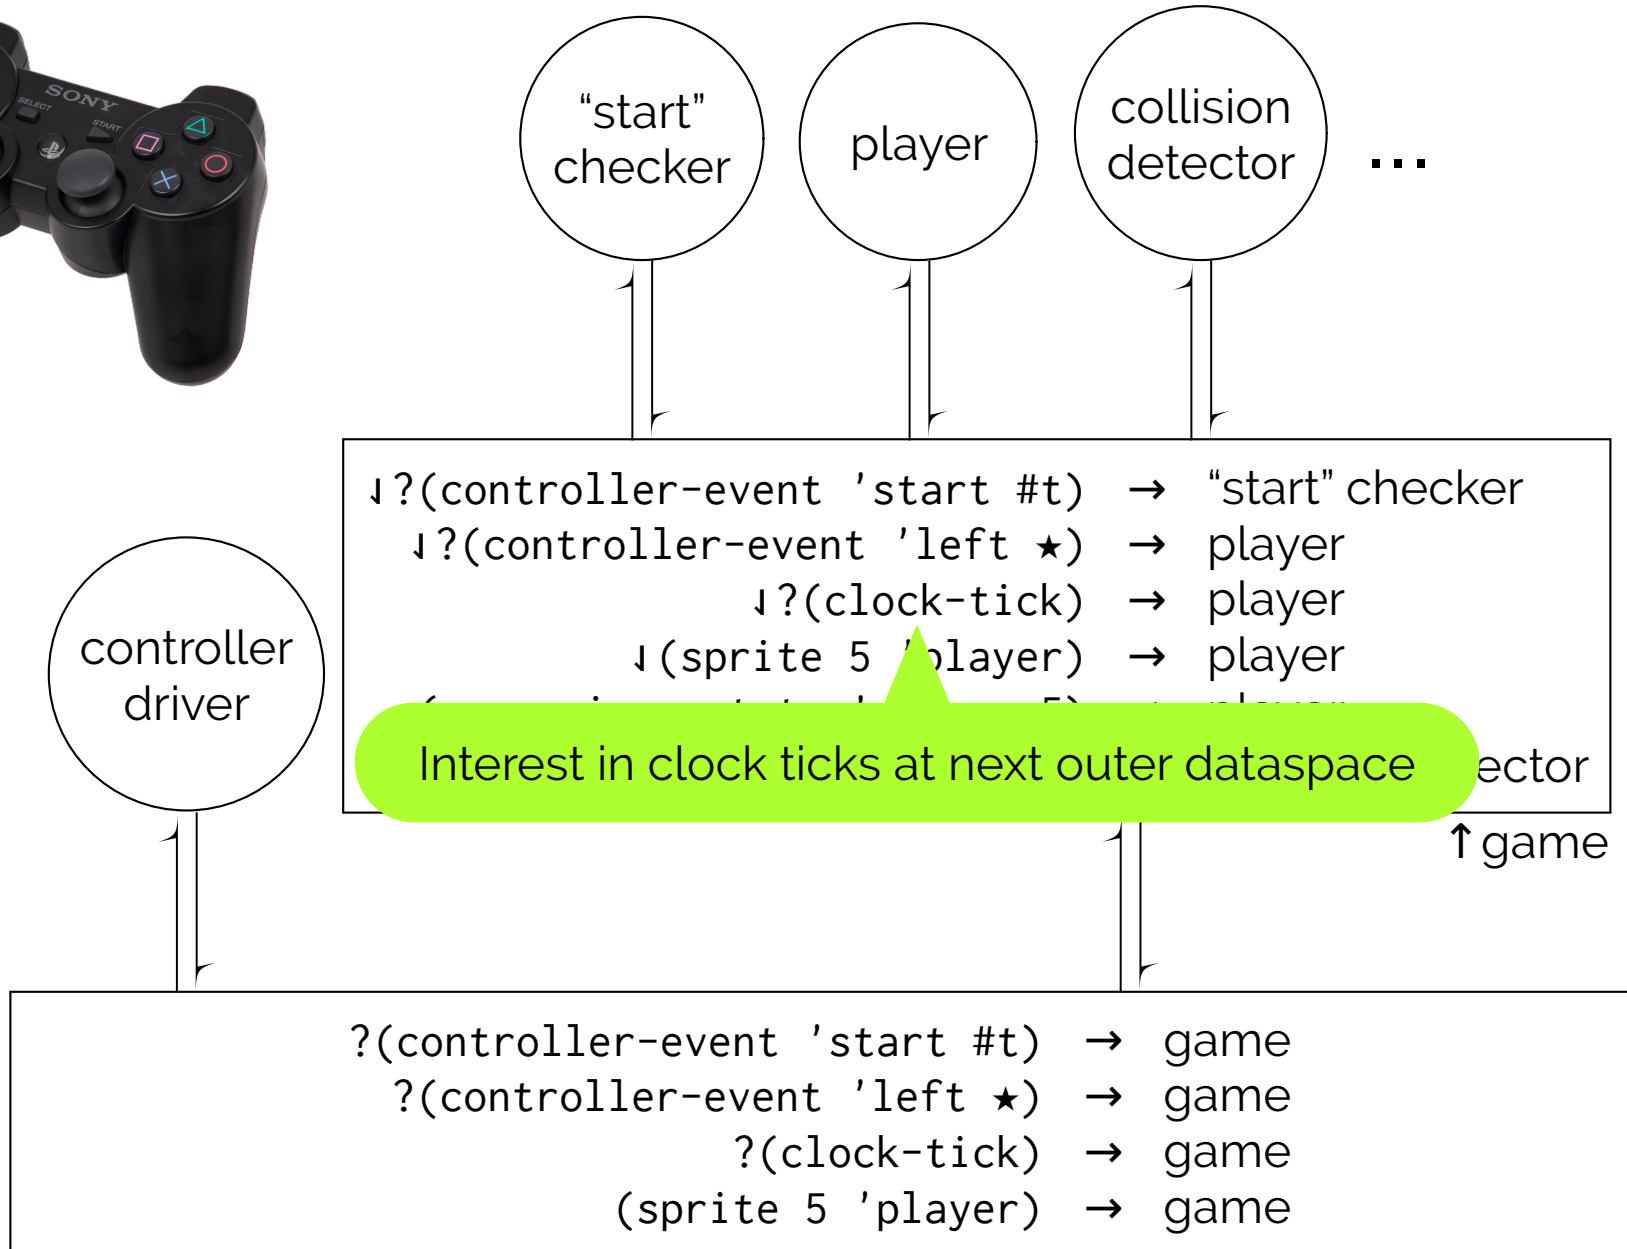 SONY
SELECT
START
“start”
checker
player
collision
detector
...
⇃?(controller-event 'start #t) → “start” checker
⇃?(controller-event 'left ★) → player
⇃?(clock-tick) → player
⇃(sprite 5 'player) → player
player
Interest in clock ticks at next outer dataspace
ector
↑game
controller
driver
?(controller-event 'start #t) → game
?(controller-event 'left ★) → game
?(clock-tick) → game
(sprite 5 'player) → game